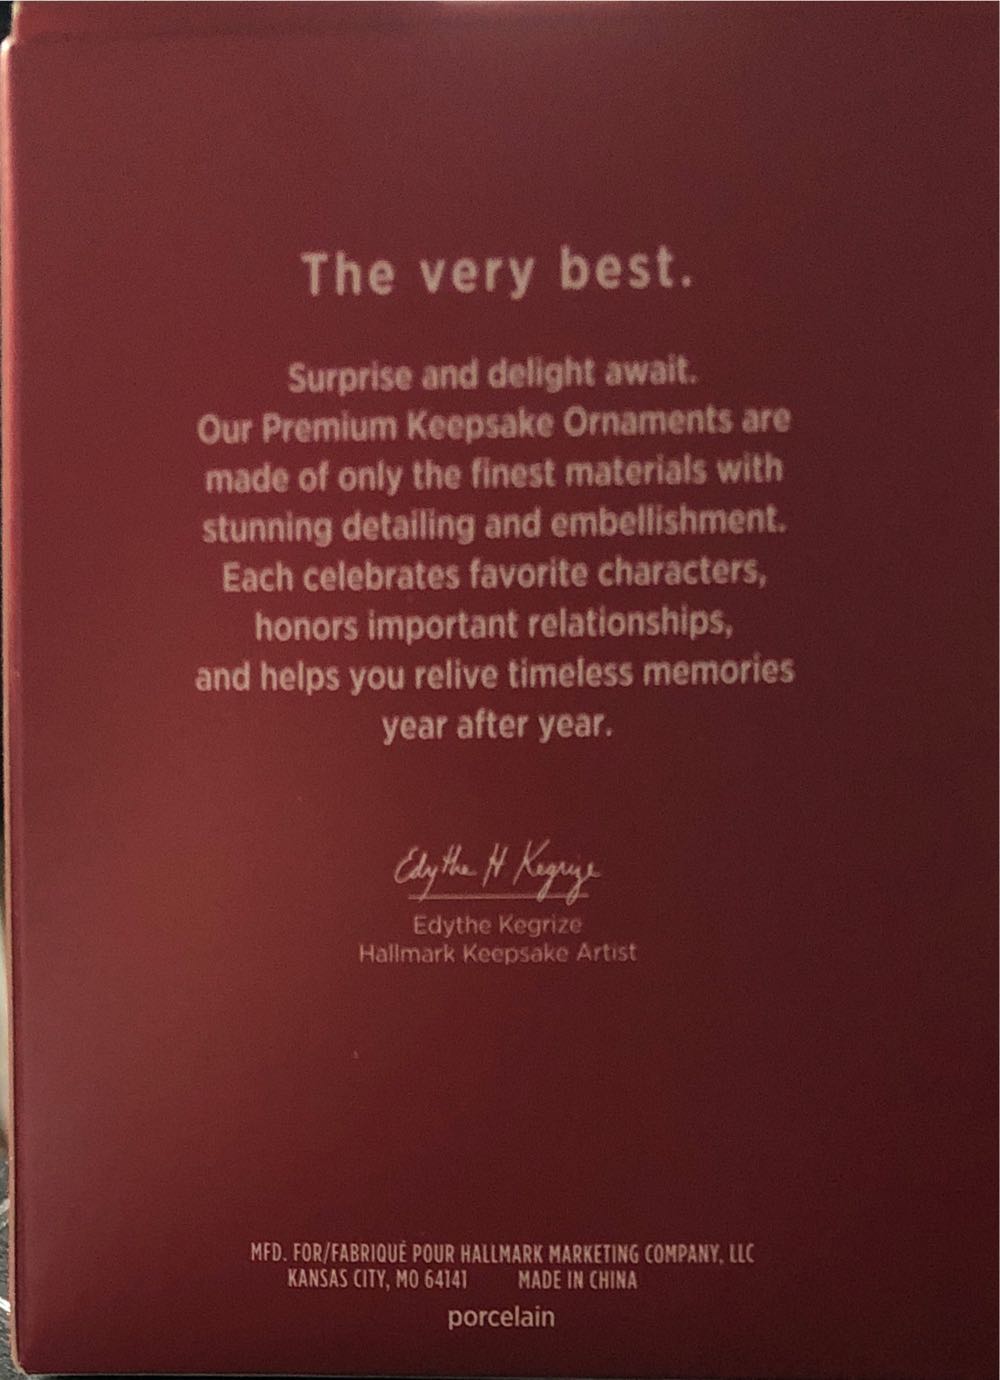 The very best.
Surprise and delight await.
Our Premium Keepsake Ornaments are
made of only the finest materials with
stunning detailing and embellishment.
Each celebrates favorite characters,
honors important relationships,
and helps you relive timeless memories
year after year.
Edythe H Kegrize
Edythe Kegrize
Hallmark Keepsake Artist
MFD. FOR/FABRIQUÉ POUR HALLMARK MARKETING COMPANY, LLC
KANSAS CITY, MO 64141 MADE IN CHINA
porcelain